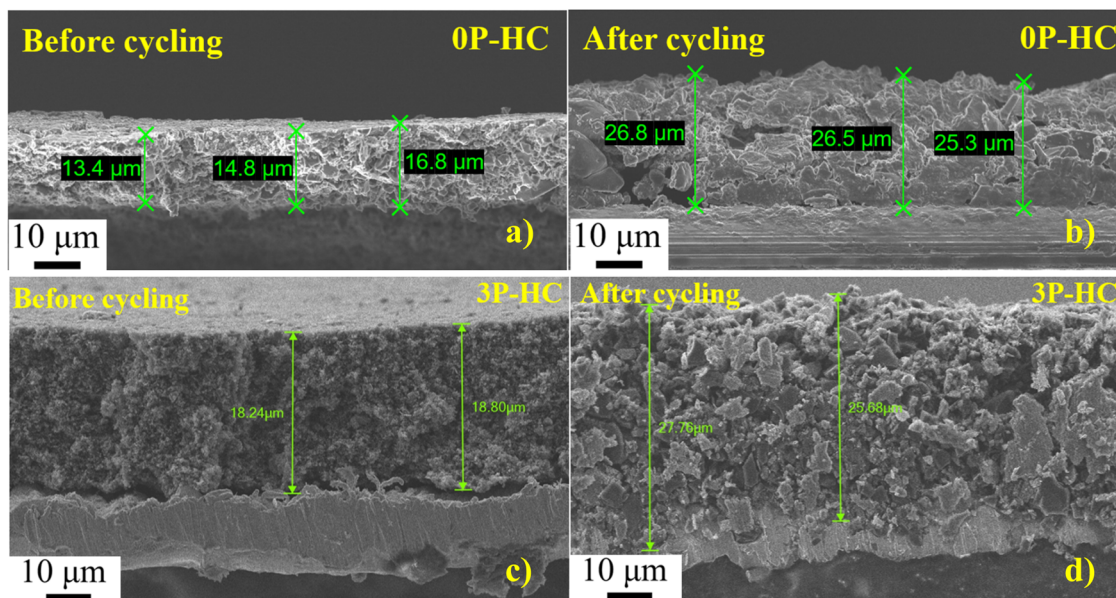 Before cycling
0P-HC
13.4 µm
14.8 µm
16.8 µm
10 µm
a)
After cycling
0P-HC
26.8 µm
26.5 µm
25.3 µm
10 µm
b)
Before cycling
3P-HC
18.24µm
18.80µm
10 µm
c)
After cycling
3P-HC
27.76µm
25.68µm
10 µm
d)